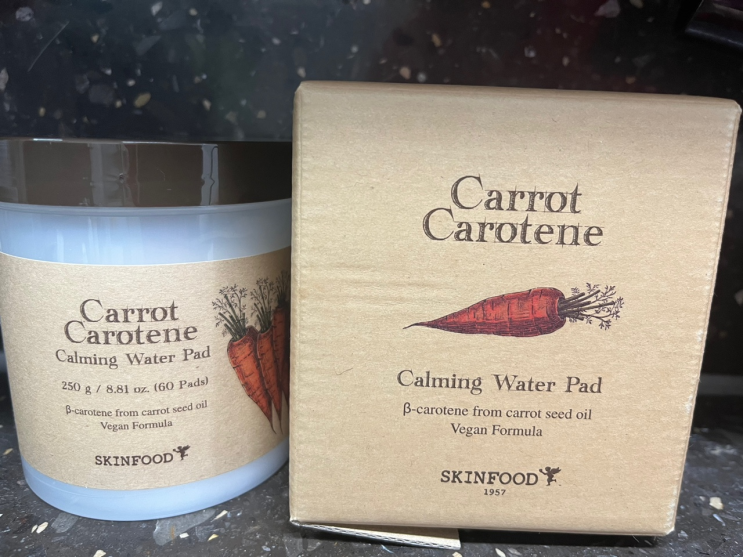 Carrot
Carotene
Calming Water Pad
250 g / 8.81 oz. (60 Pads)
β-carotene from carrot seed oil
Vegan Formula
SKINFOOD
Carrot
Carotene
Calming Water Pad
β-carotene from carrot seed oil
Vegan Formula
SKINFOOD
1957